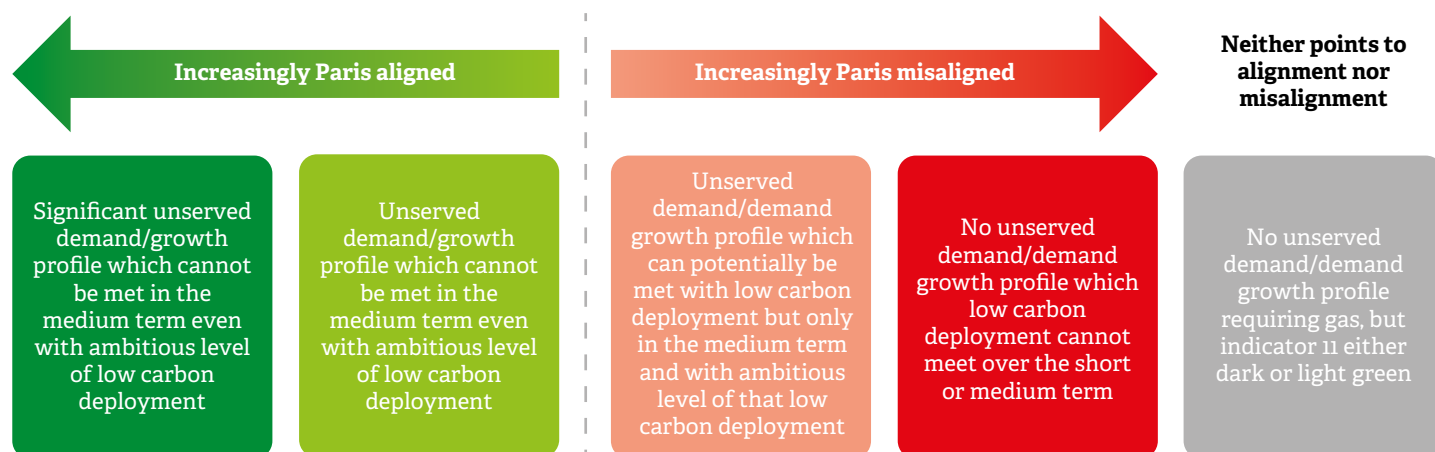 Increasingly Paris aligned
Increasingly Paris misaligned
Neither points to
alignment nor
misalignment
Significant unserved
demand/growth
profile which cannot
be met in the
medium term even
with ambitious level
of low carbon
deployment
Unserved
demand/growth
profile which cannot
be met in the
medium term even
with ambitious level
of low carbon
deployment
Unserved
demand/demand
growth profile which
can potentially be
met with low carbon
deployment but only
in the medium term
and with ambitious
level of that low
carbon deployment
No unserved
demand/demand
growth profile which
low carbon
deployment cannot
meet over the short
or medium term
No unserved
demand/demand
growth profile
requiring gas, but
indicator 11 either
dark or light green